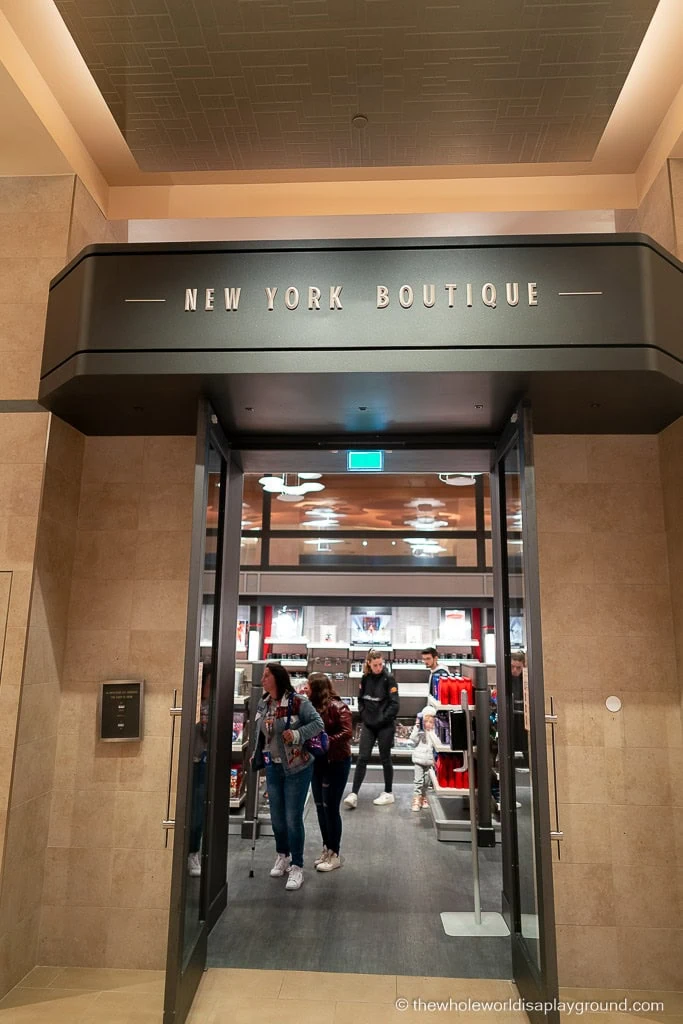 NEW YORK BOUTIQUE
© thewholeworldisaplayground.com